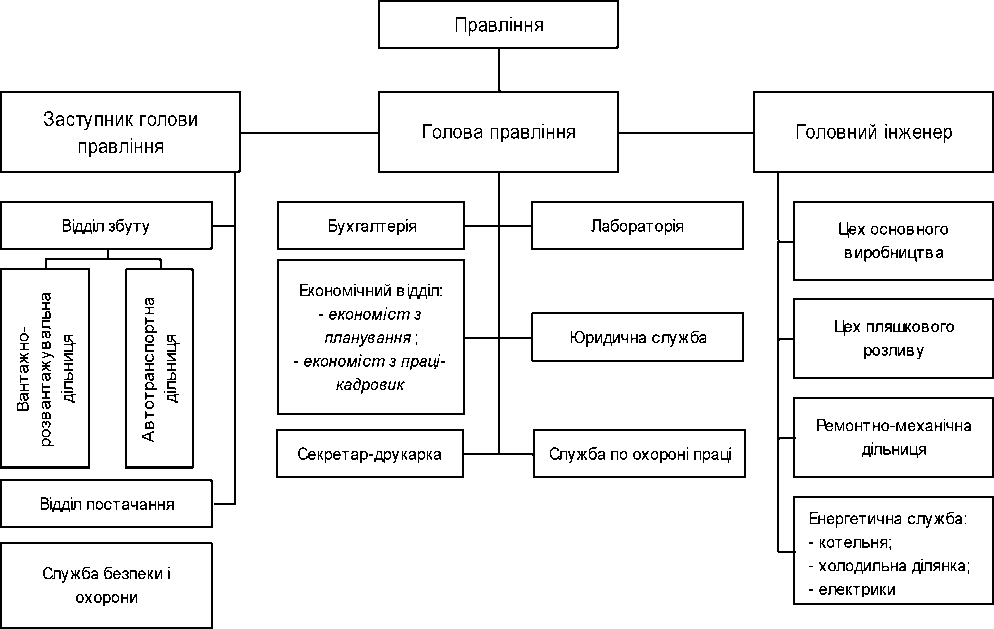 Правління
Заступник голови
правління
Голова правління
Головний інженер
Відділ збуту
Вантажно-
розвантажувальна
дільниця
Автотранспортна
дільниця
Відділ постачання
Служба безпеки і
охорони
Бухгалтерія
Економічний відділ:
- економіст з
планування;
- економіст з праці-
кадровик
Секретар-друкарка
Лабораторія
Юридична служба
Служба по охороні праці
Цех основного
виробництва
Цех пляшкового
розливу
Ремонтно-механічна
дільниця
Енергетична служба:
- котельня;
- холодильна ділянка;
- електрики